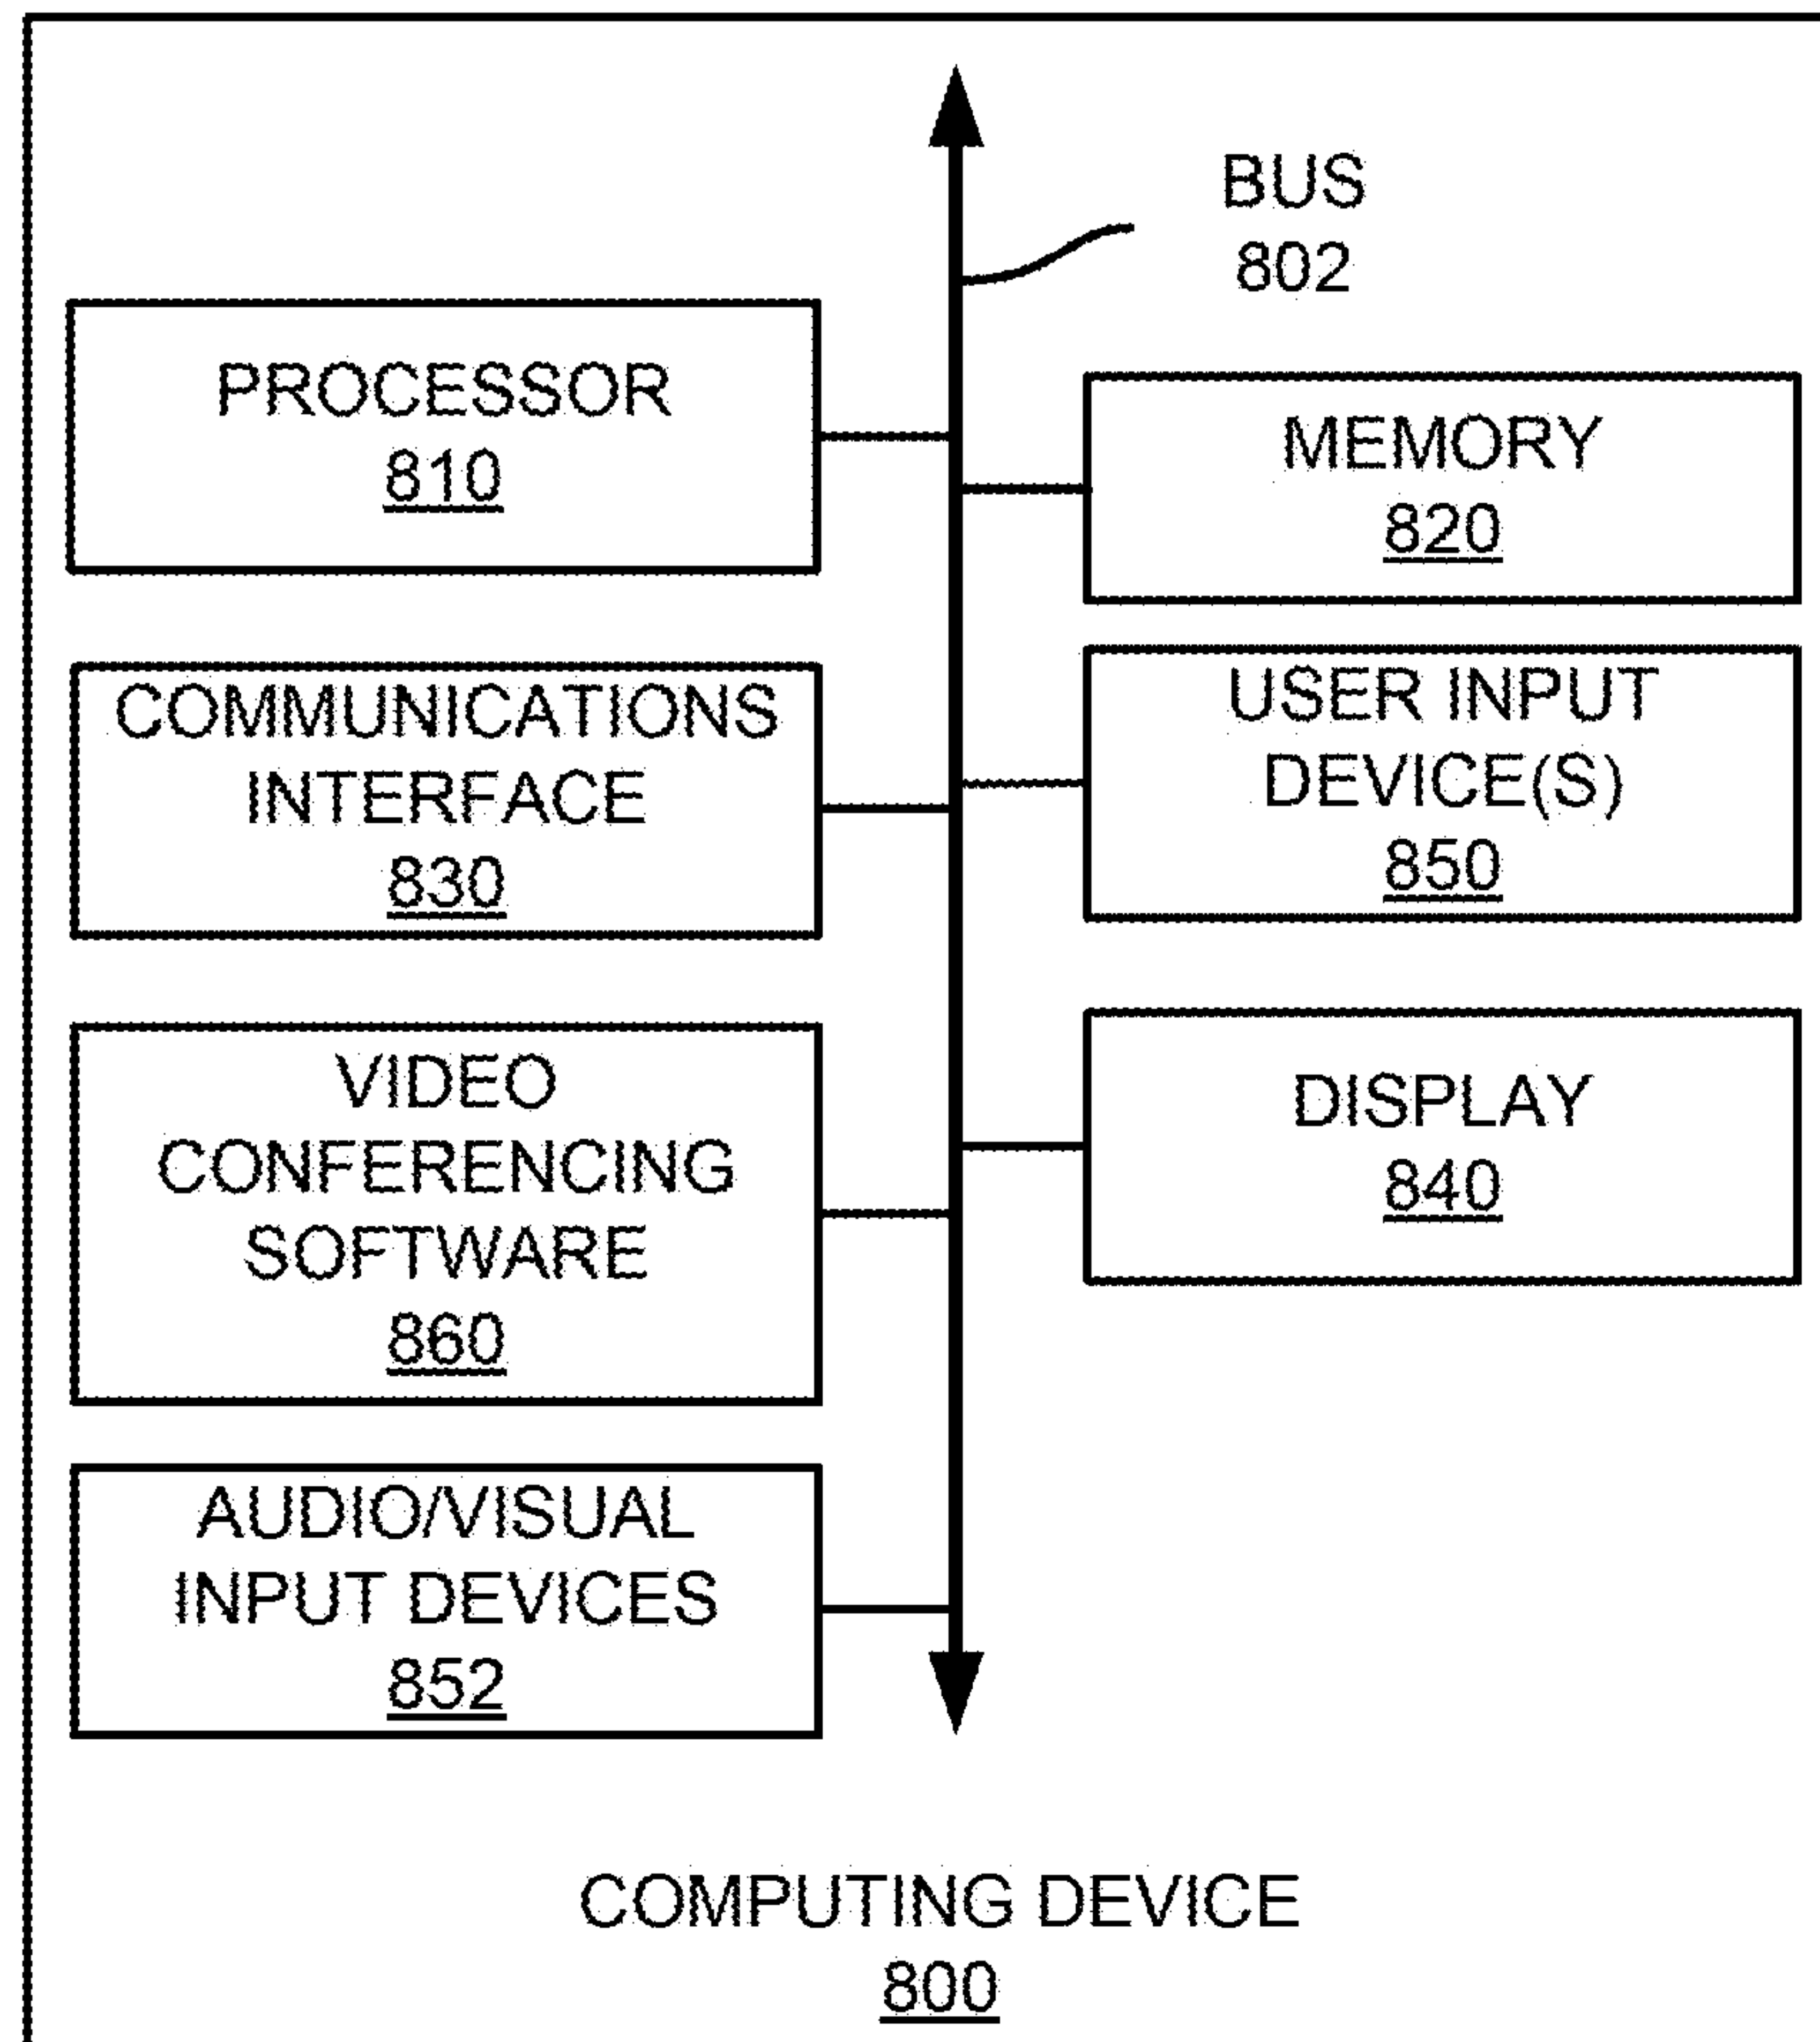 BUS
802
PROCESSOR
810
MEMORY
820
COMMUNICATIONS
INTERFACE
830
USER INPUT
DEVICE(S)
850
VIDEO
CONFERENCING
SOFTWARE
860
DISPLAY
840
AUDIO/VISUAL
INPUT DEVICES
852
COMPUTING DEVICE
800